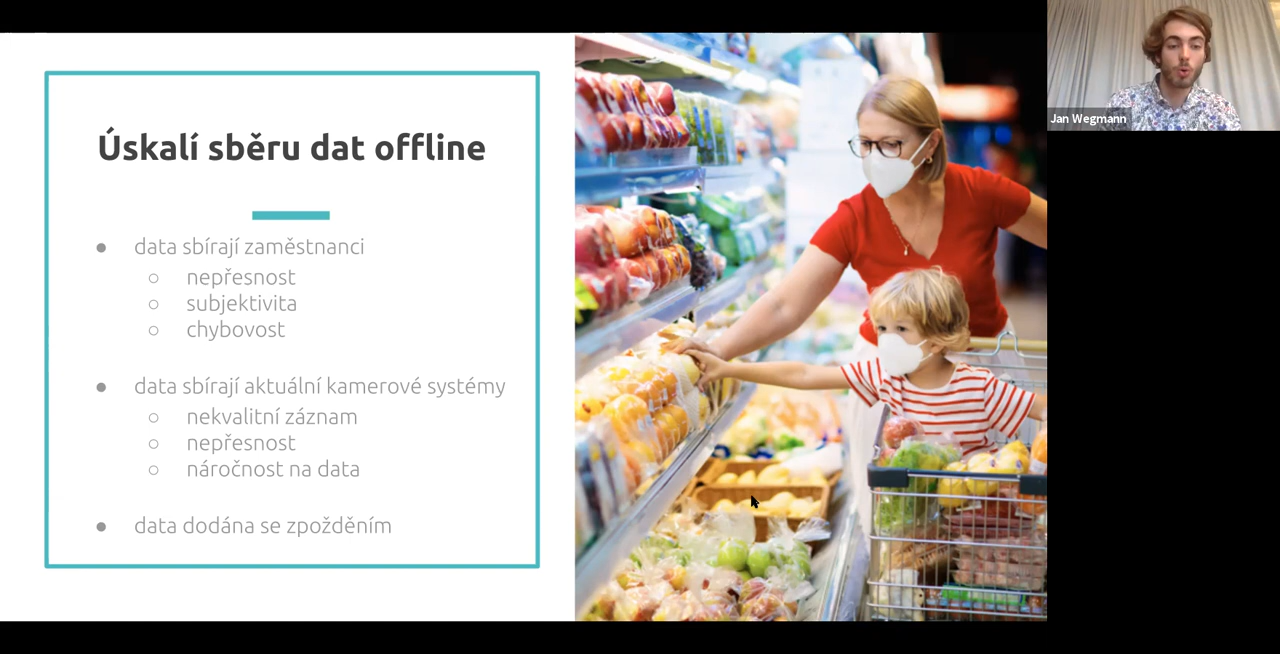 Úskalí sběru dat offline
data sbírají zaměstnanci
nepřesnost
subjektivita
chybovost
data sbírají aktuální kamerové systémy
nekvalitní záznam
nepřesnost
náročnost na data
data dodána se zpožděním
Jan Wegmann